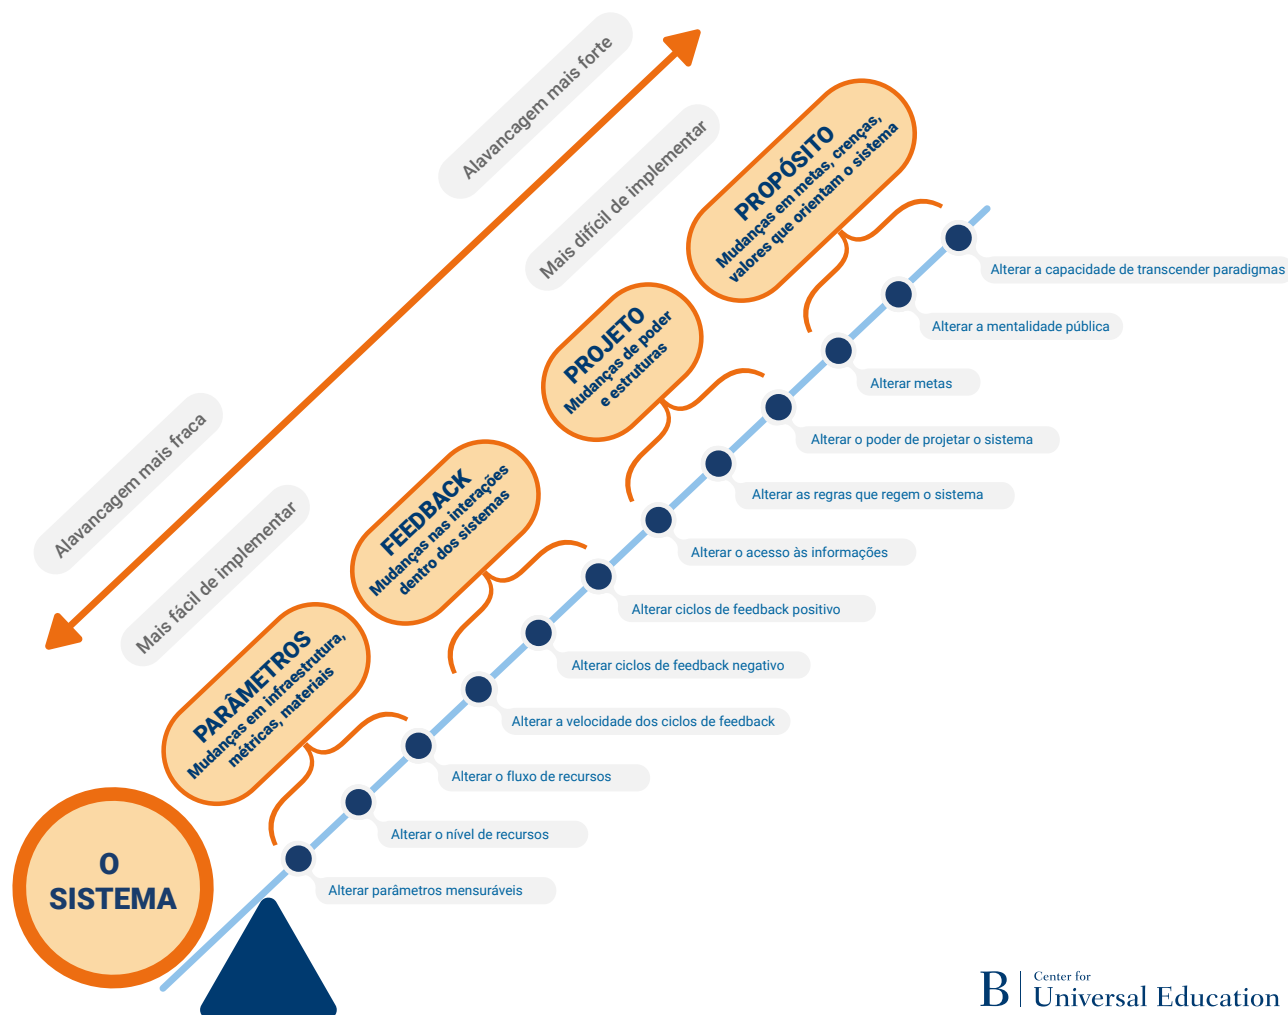 Alavancagem mais forte
Mais difícil de implementar
Alavancagem mais fraca
Mais fácil de implementar
PROPÓSITO
Mudanças em metas, crenças,
valores que orientam o sistema
PROJETO
Mudanças de poder
e estruturas
FEEDBACK
Mudanças nas interações
dentro dos sistemas
PARÂMETROS
Mudanças em infraestrutura,
métricas, materiais
Alterar a capacidade de transcender paradigmas
Alterar a mentalidade pública
Alterar metas
Alterar o poder de projetar o sistema
Alterar as regras que regem o sistema
Alterar o acesso às informações
Alterar ciclos de feedback positivo
Alterar ciclos de feedback negativo
Alterar a velocidade dos ciclos de feedback
Alterar o fluxo de recursos
Alterar o nível de recursos
Alterar parâmetros mensuráveis
O
SISTEMA
B
Center for
Universal Education